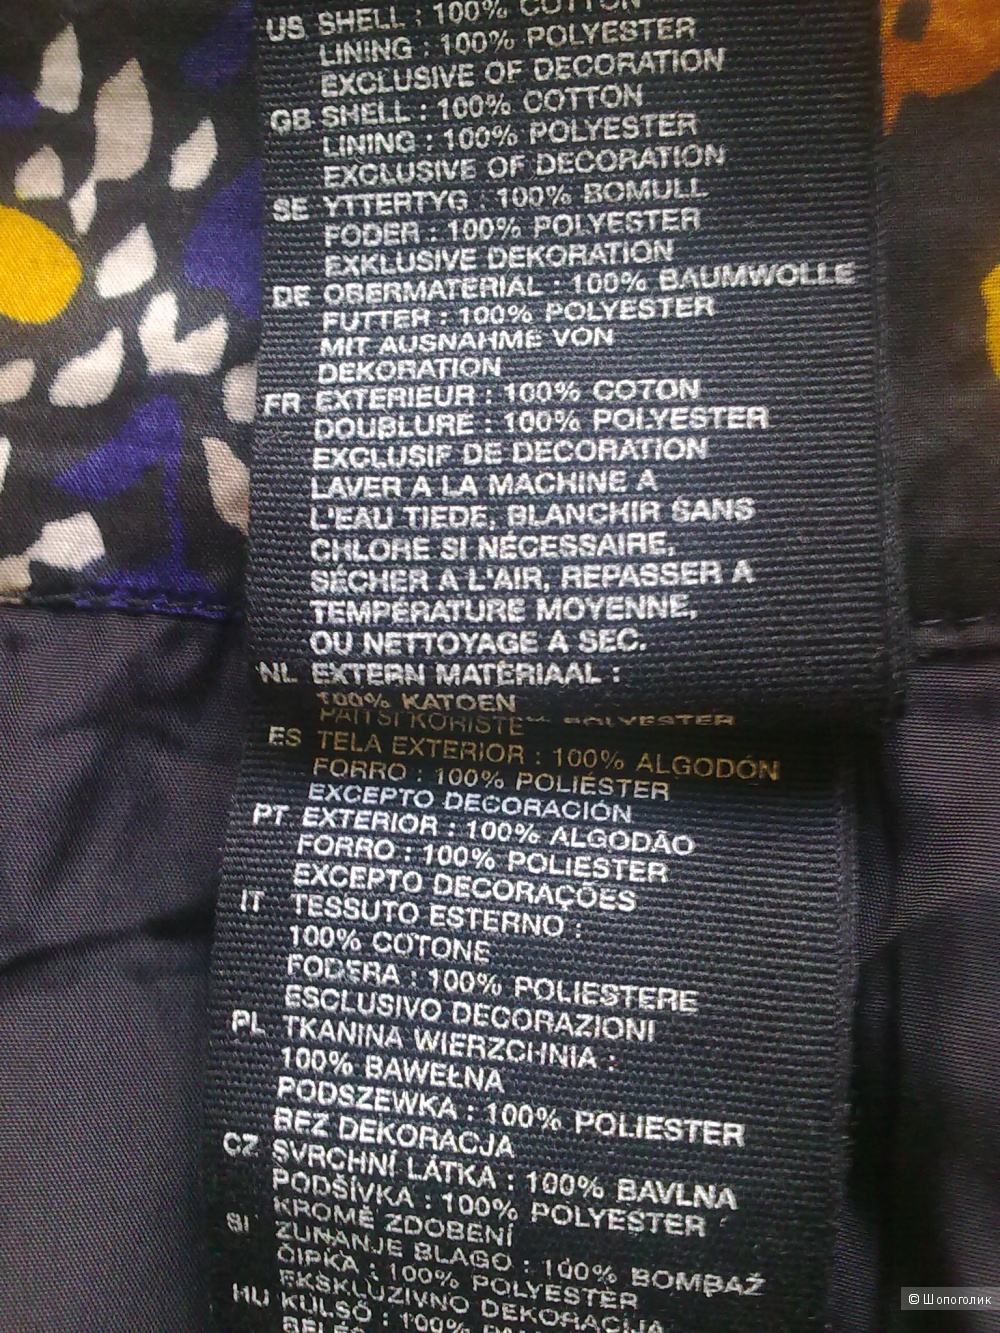 US SHELL : 100% COTTON
LINING : 100% POLYESTER
EXCLUSIVE OF DECORATION
GB SHELL : 100% COTTON
LINING : 100% POLYESTER
EXCLUSIVE OF DECORATION
SE YTTERTYG : 100% BOMULL
FODER : 100% POLYESTER
EXKLUSIVE DEKORATION
DE OBERMATERIAL : 100% BAUMWOLLE
FUTTER : 100% POLYESTER
MIT AUSNAHME VON
DEKORATION
FR EXTERIEUR : 100% COTON
DOUBLURE : 100% POLYESTER
EXCLUSIF DE DECORATION
LAVER A LA MACHINE A
L'EAU TIEDE, BLANCHIR SANS
CHLORE SI NÉCESSAIRE,
SÉCHER A L'AIR, REPASSER A
TEMPÉRATURE MOYENNE,
OU NETTOYAGE A SEC.
NL EXTERN MATERIAAL :
100% KATOEN
POLYESTER
ES TELA EXTERIOR : 100% ALGODÓN
FORRO : 100% POLIÉSTER
EXCEPTO DECORACIÓN
PT EXTERIOR : 100% ALGODÃO
FORRO : 100% POLIESTER
EXCEPTO DECORAÇÕES
IT TESSUTO ESTERNO :
100% COTONE
FODERA : 100% POLIESTERE
ESCLUSIVO DECORAZIONI
PL TKANINA WIERZCHNIA :
100% BAWEŁNA
PODSZEWKA : 100% POLIESTER
BEZ DEKORACJA
CZ SVRCHNÍ LÁTKA : 100% BAVLNA
PODŠÍVKA : 100% POLYESTER
KROMĚ ZDOBENÍ
SI ZUNANJE BLAGO : 100% BOMBAŽ
ČIPKA : 100% POLYESTER
EKSKLUZIVNO DEKORACIJA
HU KÜLSŐ : 100% PAMUT
BÉLÉS
© Шопоголик